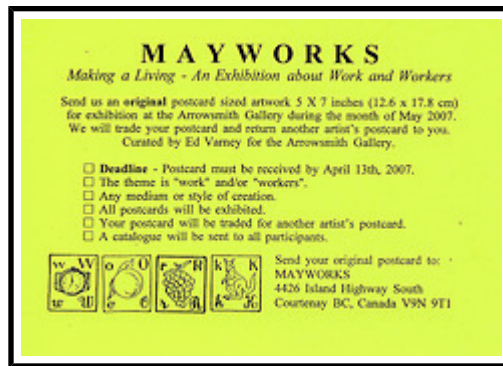 MAYWORKS
Making a Living - An Exhibition about Work and Workers
Send us an original postcard sized artwork 5 X 7 inches (12.6 x 17.8 cm)
for exhibition at the Arrowsmith Gallery during the month of May 2007.
We will trade your postcard and return another artist's postcard to you.
Curated by Ed Varney for the Arrowsmith Gallery.
☐ Deadline - Postcard must be received by April 13th, 2007.
☐ The theme is "work" and/or "workers".
☐ Any medium or style of creation.
☐ All postcards will be exhibited.
☐ Your postcard will be traded for another artist's postcard.
☐ A catalogue will be sent to all participants.
w W o O r R k K
w W o O r R k K
Send your original postcard to:
MAYWORKS
4426 Island Highway South
Courtenay BC, Canada V9N 9T1